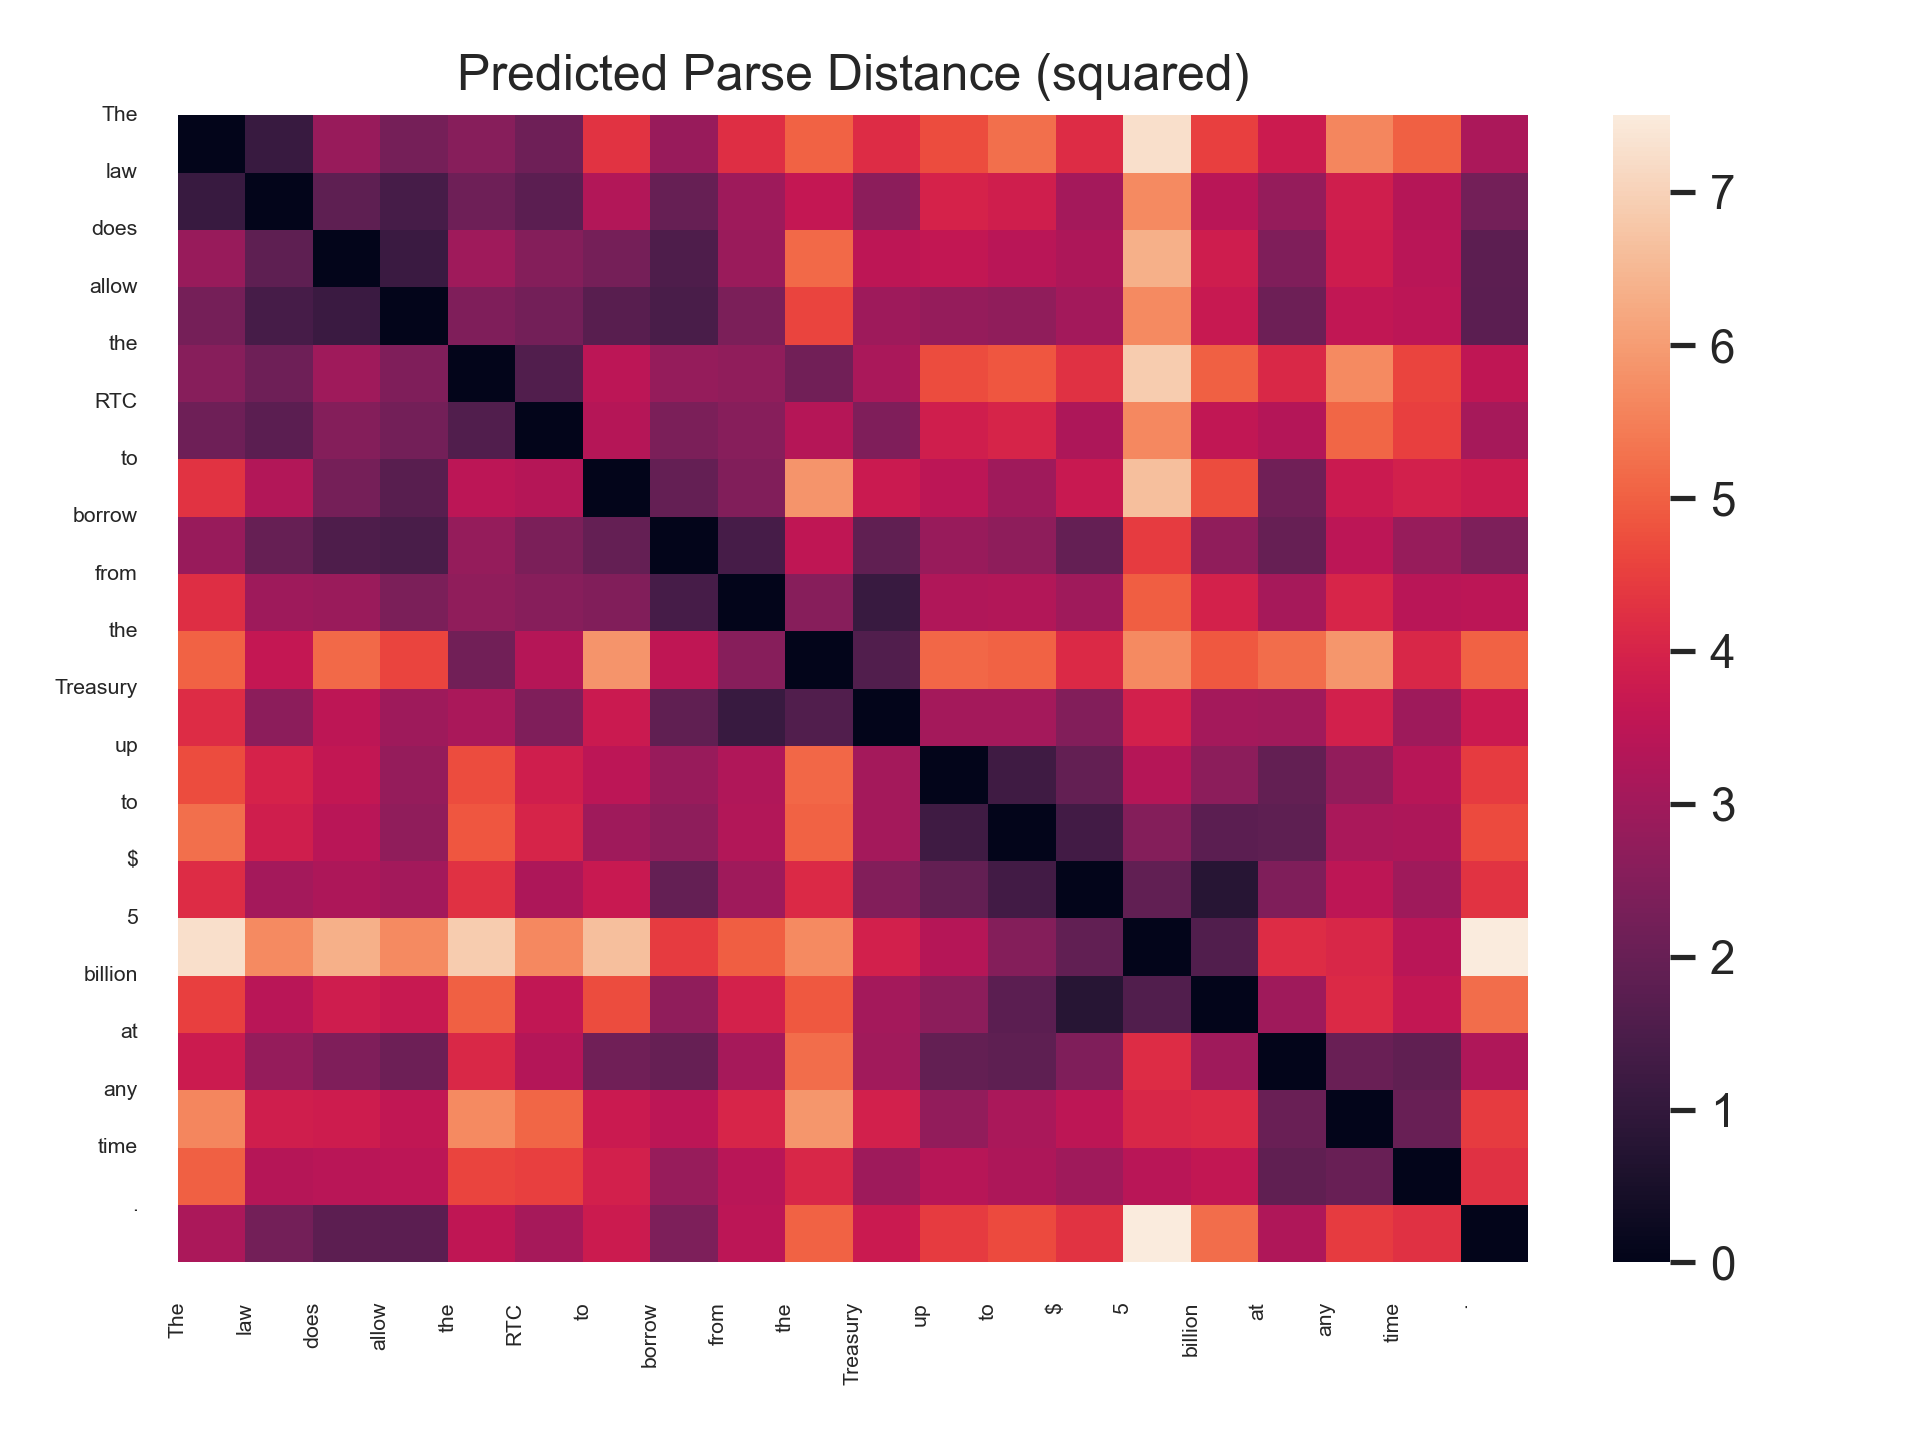 Predicted Parse Distance (squared)
The
law
does
allow
the
RTC
to
borrow
from
the
Treasury
up
to
$
5
billion
at
any
time
.
The
law
does
allow
the
RTC
to
borrow
from
the
Treasury
up
to
$
5
billion
at
any
time
.
7
6
5
4
3
2
1
0